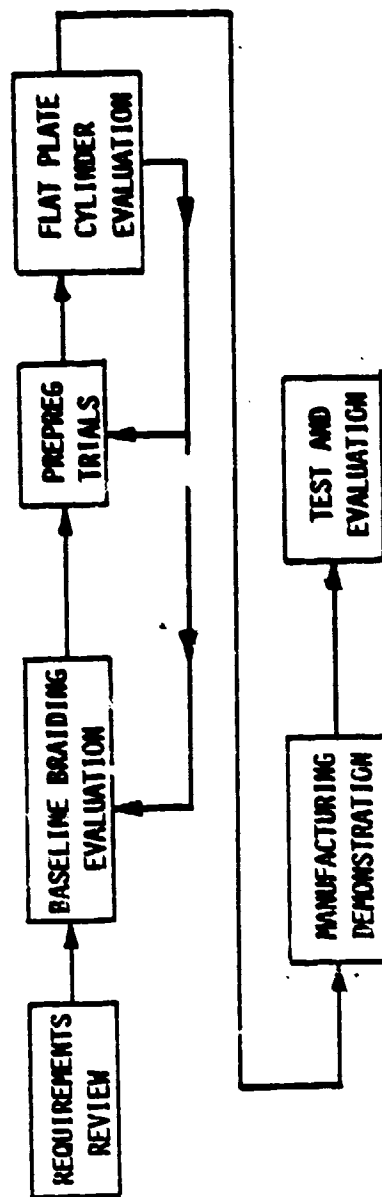 REQUIREMENTS
REVIEW
BASELINE BRAIDING
EVALUATION
PREPREG
TRIALS
FLAT PLATE
CYLINDER
EVALUATION
MANUFACTURING
DEMONSTRATION
TEST AND
EVALUATION